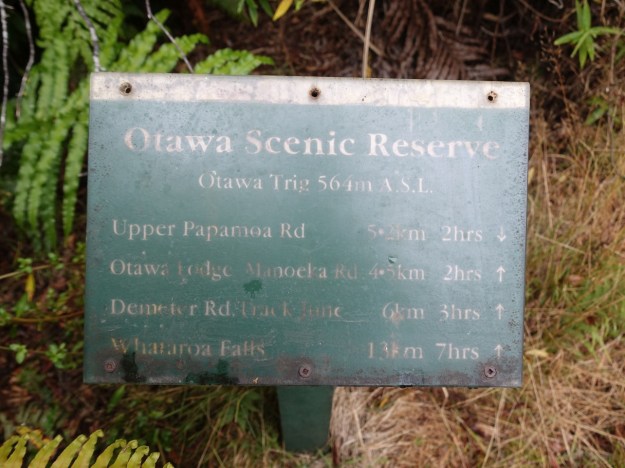 Otawa Scenic Reserve
Otawa Trig 564m A.S.L.
Upper Papamoa Rd 5•2km 2hrs ↓
Otawa Lodge Manoeka Rd 4•5km 2hrs ↑
Demeter Rd. Track Junc 6km 3hrs ↑
Whataroa Falls 13km 7hrs ↑